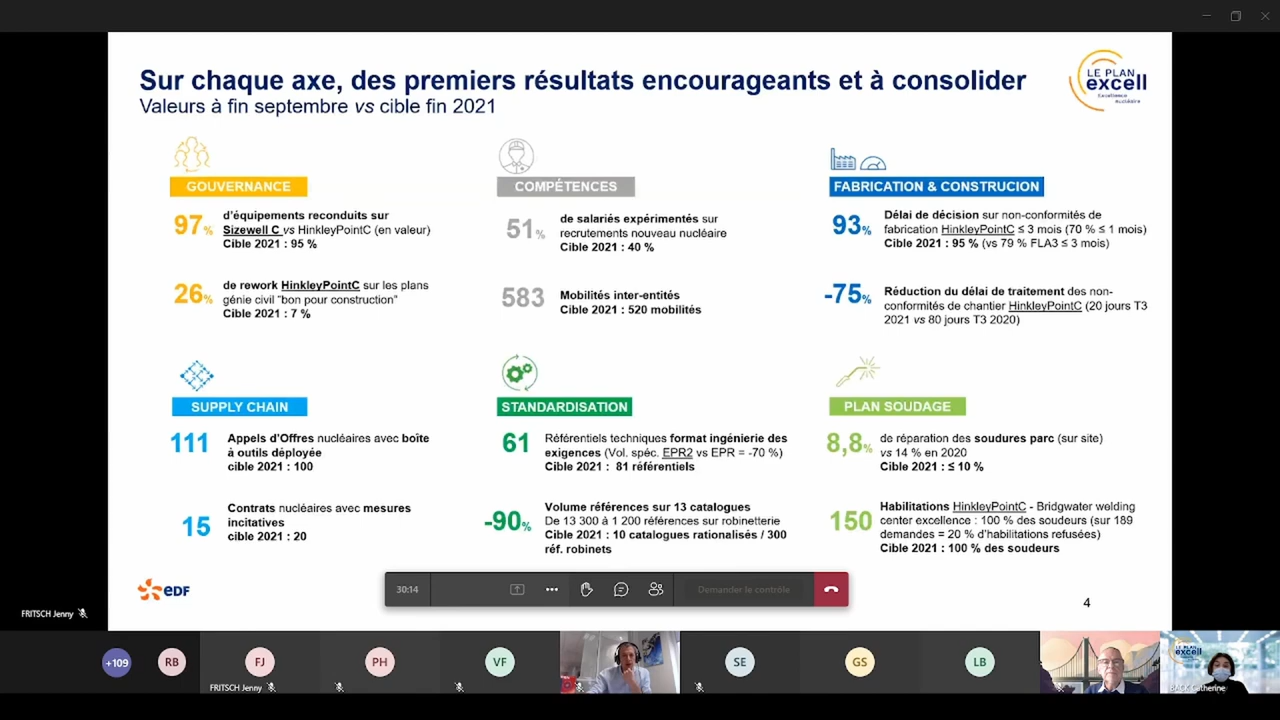 Sur chaque axe, des premiers résultats encourageants et à consolider
Valeurs à fin septembre vs cible fin 2021
LE PLAN
excell
Excellence
nucléaire
GOUVERNANCE
97%
d'équipements reconduits sur
Sizewell C vs HinkleyPointC (en valeur)
Cible 2021 : 95 %
26%
de rework HinkleyPointC sur les plans
génie civil "bon pour construction"
Cible 2021 : 7 %
COMPÉTENCES
51%
de salariés expérimentés sur
recrutements nouveau nucléaire
Cible 2021 : 40 %
583
Mobilités inter-entités
Cible 2021 : 520 mobilités
FABRICATION & CONSTRUCION
93%
Délai de décision sur non-conformités de
fabrication HinkleyPointC ≤ 3 mois (70 % ≤ 1 mois)
Cible 2021 : 95 % (vs 79 % FLA3 ≤ 3 mois)
-75%
Réduction du délai de traitement des non-
conformités de chantier HinkleyPointC (20 jours T3
2021 vs 80 jours T3 2020)
SUPPLY CHAIN
111
Appels d'Offres nucléaires avec boîte
à outils déployée
cible 2021 : 100
15
Contrats nucléaires avec mesures
incitatives
cible 2021 : 20
STANDARDISATION
61
Référentiels techniques format ingénierie des
exigences (Vol. spéc. EPR2 vs EPR = -70 %)
Cible 2021 : 81 référentiels
-90%
Volume références sur 13 catalogues
De 13 300 à 1 200 références sur robinetterie
Cible 2021 : 10 catalogues rationalisés / 300
réf. robinets
PLAN SOUDAGE
8,8%
de réparation des soudures parc (sur site)
vs 14 % en 2020
Cible 2021 : ≤ 10 %
150
Habilitations HinkleyPointC - Bridgwater welding
center excellence : 100 % des soudeurs (sur 189
demandes = 20 % d'habilitations refusées)
Cible 2021 : 100 % des soudeurs
eDF
30:14
Demander le contrôle
4
FRITSCH Jenny
+109
RB
FJ
FRITSCH Jenny
PH
VF
SE
GS
LB
LE PLAN
excell
BACK Catherine